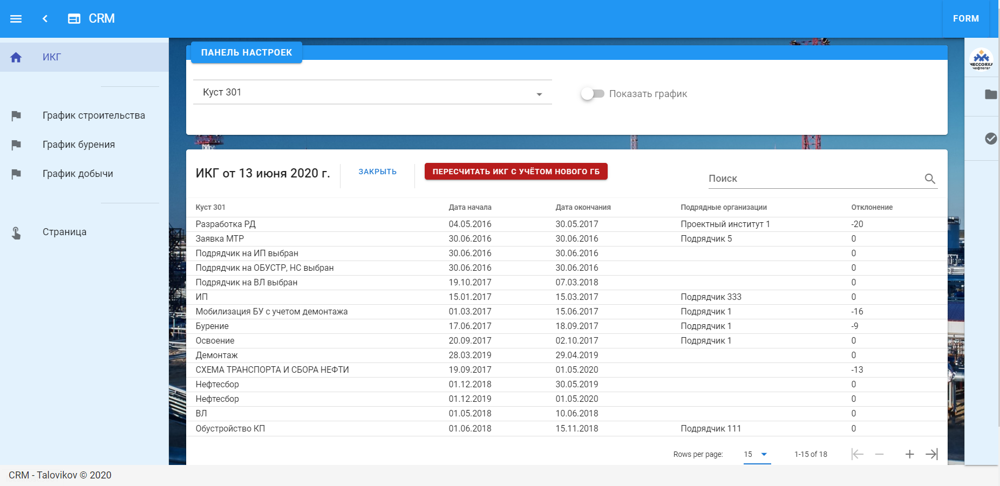 CRM
FORM
ИКГ
График строительства
График бурения
График добычи
Страница
ПАНЕЛЬ НАСТРОЕК
Куст 301
Показать график
МЕССОЯХА
нефтегаз
ИКГ от 13 июня 2020 г.
ЗАКРЫТЬ
ПЕРЕСЧИТАТЬ ИКГ С УЧЁТОМ НОВОГО ГБ
Поиск
Куст 301 Дата начала Дата окончания Подрядные организации Отклонение
Разработка РД 04.05.2016 30.05.2017 Проектный институт 1 -20
Заявка МТР 30.06.2016 30.06.2016 Подрядчик 5 0
Подрядчик на ИП выбран 30.06.2016 30.06.2016 0
Подрядчик на ОБУСТР, НС выбран 30.06.2016 30.06.2016 0
Подрядчик на ВЛ выбран 19.10.2017 07.03.2018 0
ИП 15.01.2017 15.03.2017 Подрядчик 333 0
Мобилизация БУ с учетом демонтажа 01.03.2017 15.06.2017 Подрядчик 1 -16
Бурение 17.06.2017 18.09.2017 Подрядчик 1 -9
Освоение 20.09.2017 02.10.2017 Подрядчик 1 0
Демонтаж 28.03.2019 29.04.2019 0
СХЕМА ТРАНСПОРТА И СБОРА НЕФТИ 19.09.2017 01.05.2020 -13
Нефтесбор 01.12.2018 30.05.2019 0
Нефтесбор 01.12.2019 01.05.2020 0
ВЛ 01.05.2018 10.06.2018 0
Обустройство КП 01.06.2018 15.11.2018 Подрядчик 111 0
Rows per page: 15 1-15 of 18
CRM - Talovikov © 2020